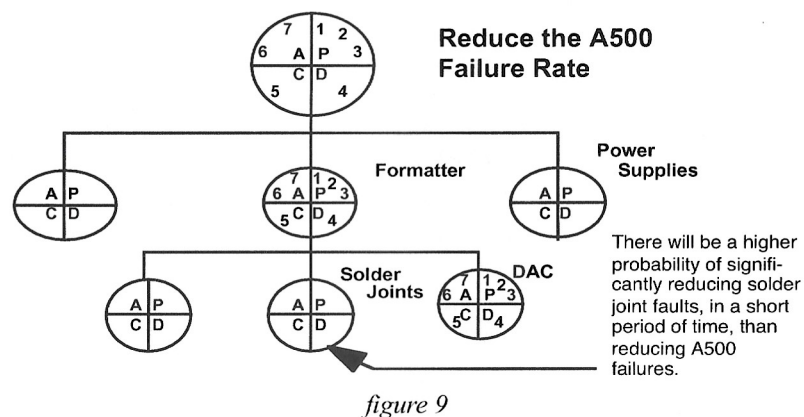 Reduce the A500
Failure Rate
7 1 2
6 A P 3
C D
5 4
Formatter
Power
Supplies
A P
C D
7 1 2
6 A P 3
5 C D 4
A P
C D
There will be a higher
probability of signifi-
cantly reducing solder
joint faults, in a short
period of time, than
reducing A500
failures.
Solder
Joints
DAC
A P
C D
A P
C D
7 1 2
6 A P 3
5 C D 4
figure 9